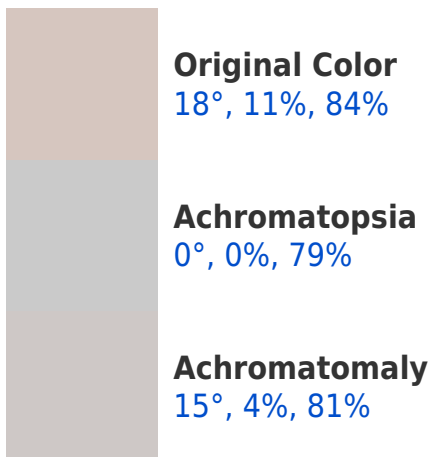 Original Color
18°, 11%, 84%
Achromatopsia
0°, 0%, 79%
Achromatomaly
15°, 4%, 81%